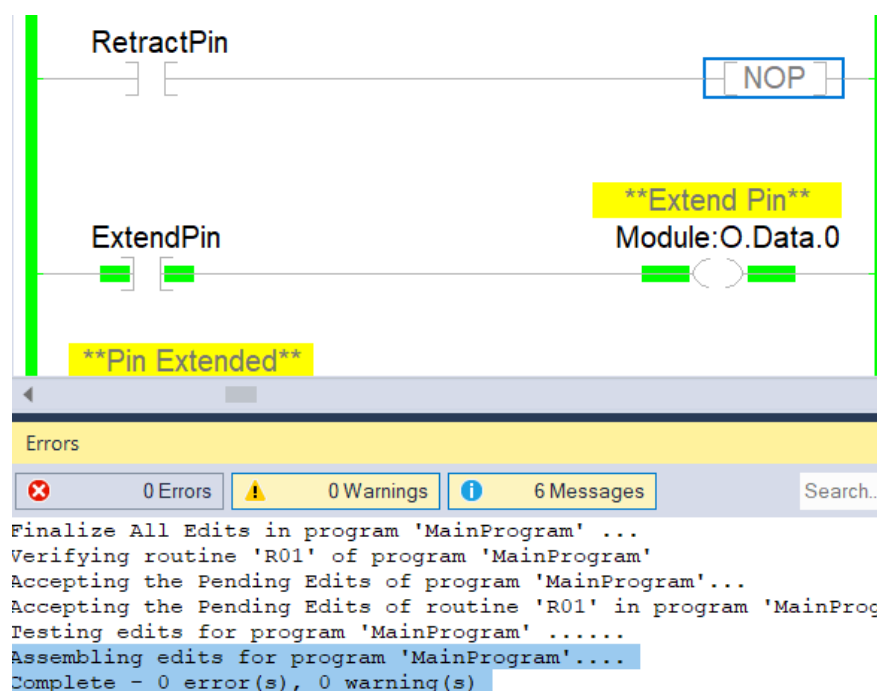 RetractPin
NOP
**Extend Pin**
ExtendPin
Module:O.Data.0
**Pin Extended**
Errors
0 Errors
0 Warnings
6 Messages
Search..
Finalize All Edits in program 'MainProgram' ...
Verifying routine 'R01' of program 'MainProgram'
Accepting the Pending Edits of program 'MainProgram'...
Accepting the Pending Edits of routine 'R01' in program 'MainProg
Testing edits for program 'MainProgram' ......
Assembling edits for program 'MainProgram'....
Complete - 0 error(s), 0 warning(s)